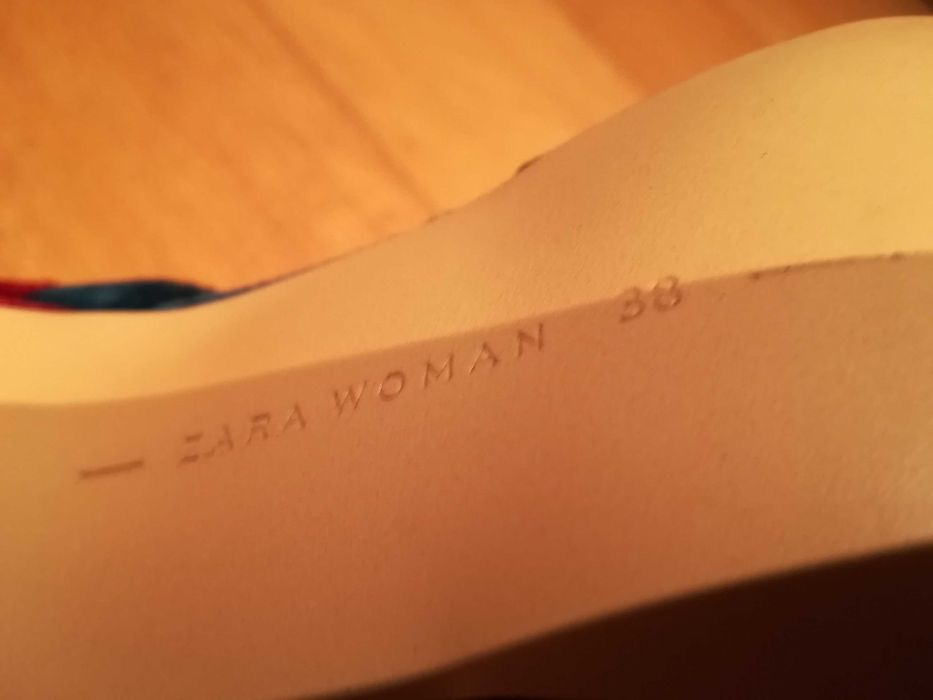 — ZARA WOMAN 38 —